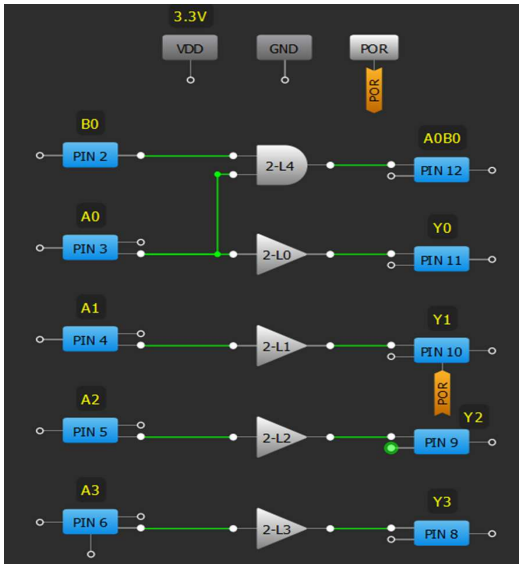 3.3V
VDD
GND
POR
POR
B0
PIN 2
2-L4
A0B0
PIN 12
A0
PIN 3
2-L0
Y0
PIN 11
A1
PIN 4
2-L1
Y1
PIN 10
POR
A2
PIN 5
2-L2
Y2
PIN 9
A3
PIN 6
2-L3
Y3
PIN 8